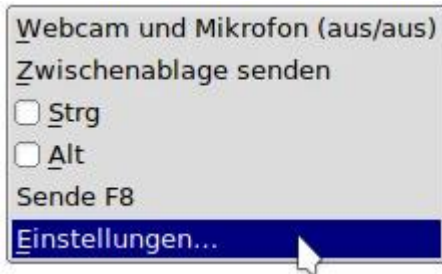 Webcam und Mikrofon (aus/aus)
Zwischenablage senden
Strg
Alt
Sende F8
Einstellungen...